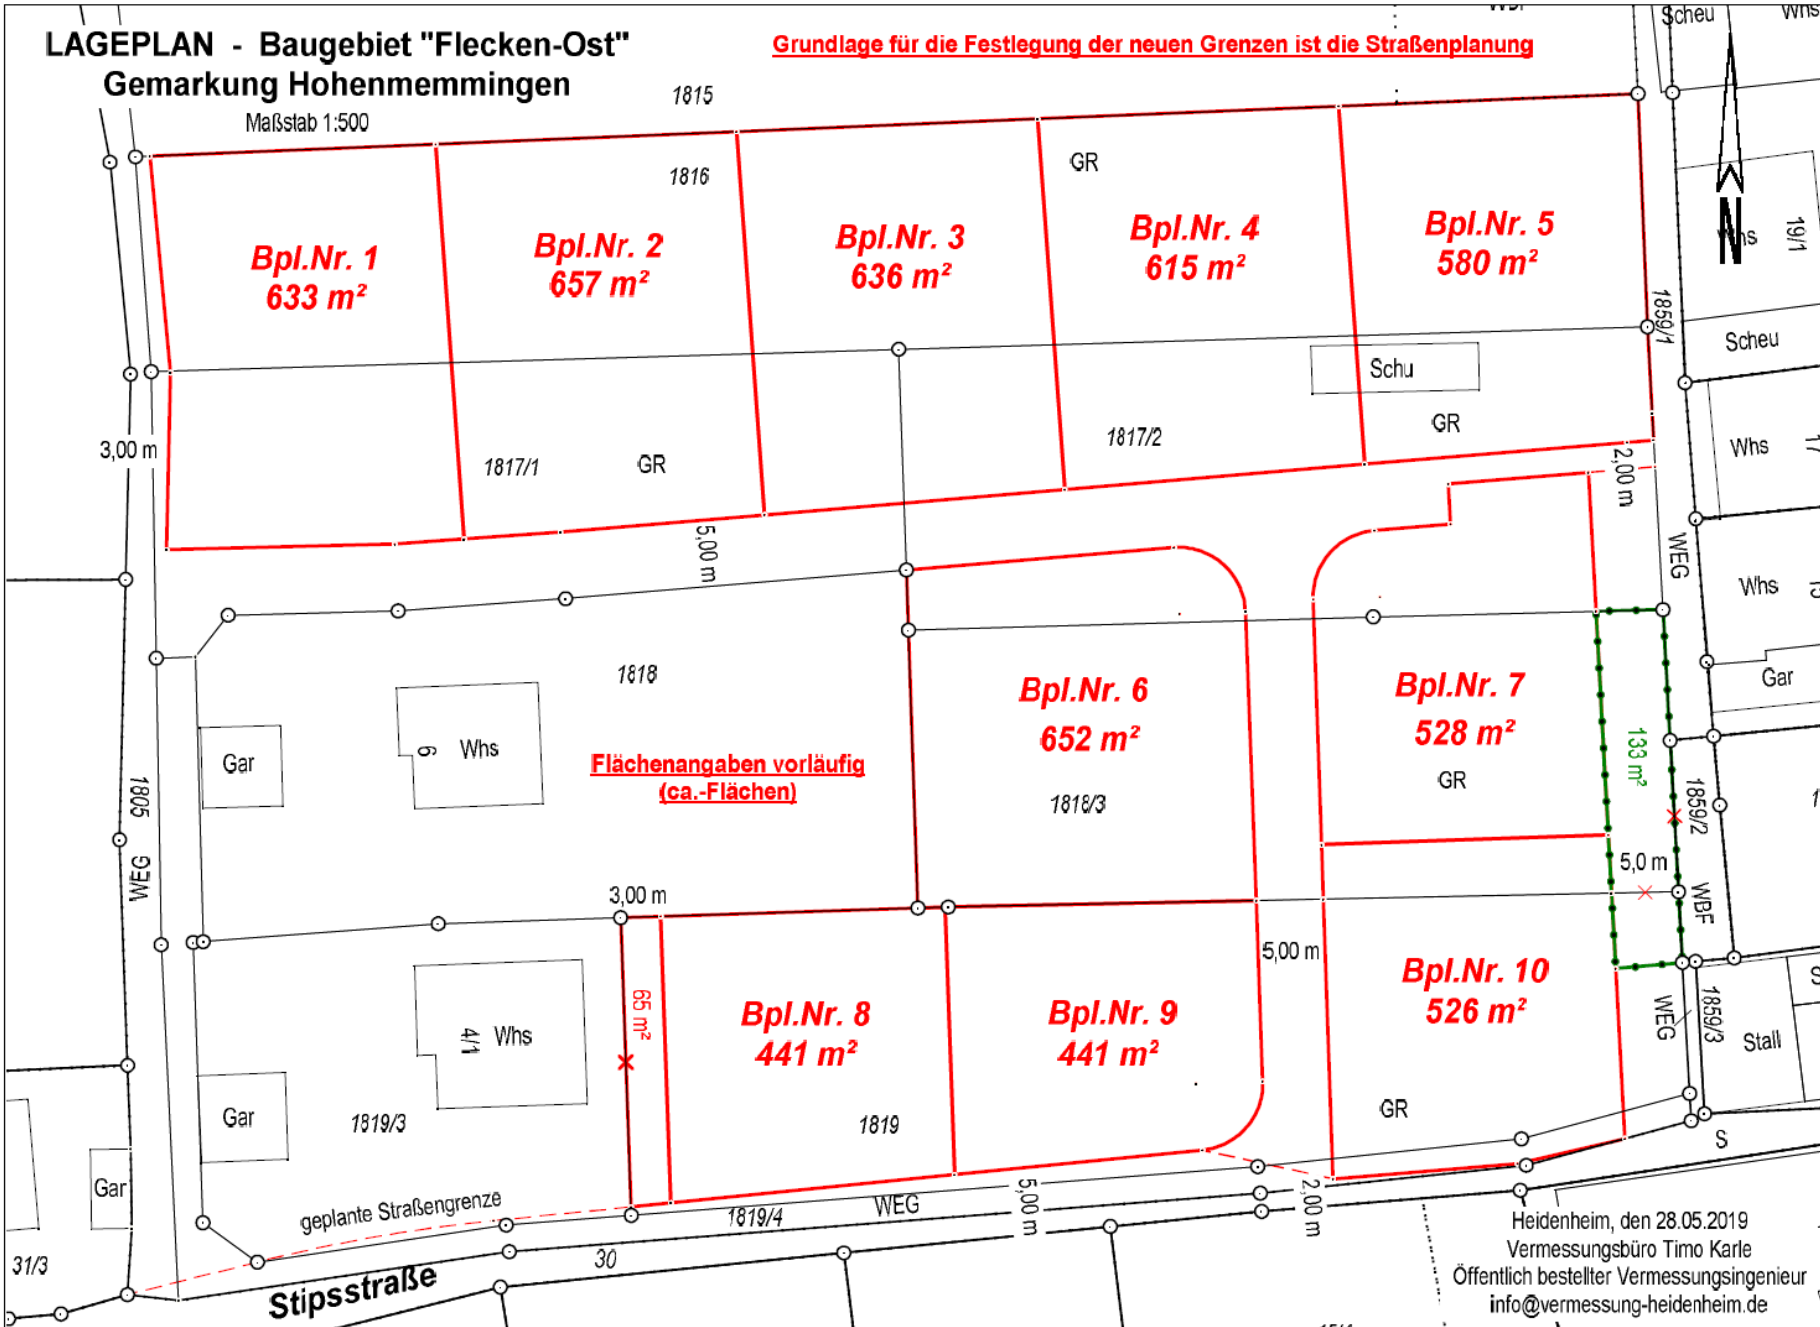 LAGEPLAN - Baugebiet "Flecken-Ost"
Gemarkung Hohenmemmingen
Maßstab 1:500
Grundlage für die Festlegung der neuen Grenzen ist die Straßenplanung
Scheu
Whs
1815
1816
GR
Bpl.Nr. 1
633 m²
Bpl.Nr. 2
657 m²
Bpl.Nr. 3
636 m²
Bpl.Nr. 4
615 m²
Bpl.Nr. 5
580 m²
N
Whs
19/1
1859/1
Scheu
Schu
3,00 m
1817/1
GR
1817/2
GR
2,00 m
Whs
17
5,00 m
WEG
Whs
1818
Gar
Gar
6
Whs
Flächenangaben vorläufig
(ca.-Flächen)
Bpl.Nr. 6
652 m²
1818/3
Bpl.Nr. 7
528 m²
GR
133 m²
1859/2
1805
WEG
3,00 m
5,0 m
WBF
5,00 m
65 m²
Bpl.Nr. 8
441 m²
Bpl.Nr. 9
441 m²
Bpl.Nr. 10
526 m²
4/1
Whs
WEG
1859/3
Stall
Gar
1819/3
1819
GR
S
Gar
geplante Straßengrenze
1819/4
WEG
5,00 m
2,00 m
31/3
30
Stipsstraße
Heidenheim, den 28.05.2019
Vermessungsbüro Timo Karle
Öffentlich bestellter Vermessungsingenieur
info@vermessung-heidenheim.de